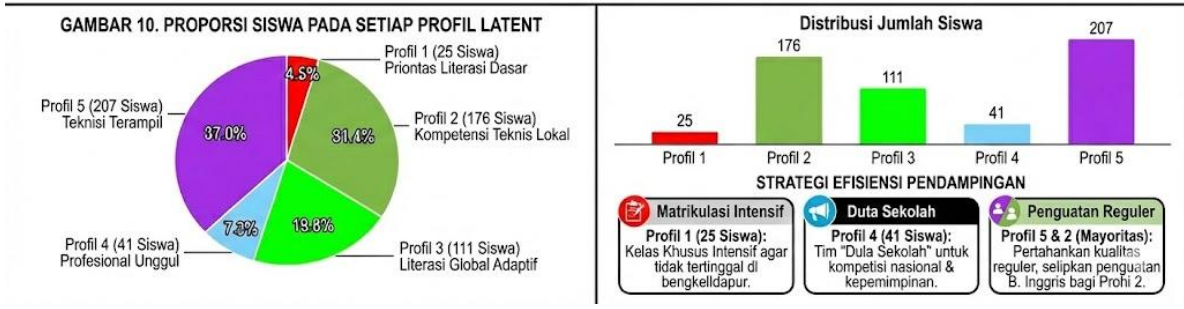 GAMBAR 10. PROPORSI SISWA PADA SETIAP PROFIL LATENT
Profil 1 (25 Siswa)
Priontas Literasi Dasar
4.5%
Profil 2 (176 Siswa)
Kompetensi Teknis Lokal
31.4%
Profil 3 (111 Siswa)
Literasi Global Adaptif
19.8%
Profil 4 (41 Siswa)
Profesional Unggul
7.3%
Profil 5 (207 Siswa)
Teknisi Terampil
37.0%
Distribusi Jumlah Siswa
25
176
111
41
207
Profil 1
Profil 2
Profil 3
Profil 4
Profil 5
STRATEGI EFISIENSI PENDAMPINGAN
Matrikulasi Intensif
Profil 1 (25 Siswa):
Kelas Khusus Intensif agar
tidak tertinggal dl
bengkelldapur.
Duta Sekolah
Profil 4 (41 Siswa):
Tim "Dula Sekolah" untuk
kompetisi nasional &
kepemimpinan.
Penguatan Reguler
Profil 5 & 2 (Mayoritas):
Pertahankan kualitas
reguler, selipkan penguatan
B. Inggris bagi Prohi 2.